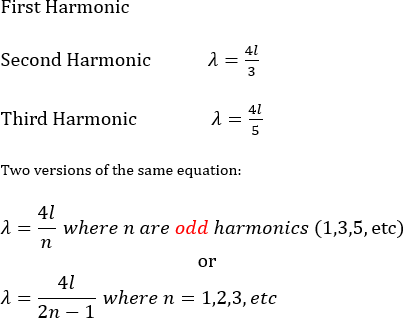 First Harmonic
Second Harmonic λ = 4l/3
Third Harmonic λ = 4l/5
Two versions of the same equation:
λ = 4l/n where n are odd harmonics (1,3,5, etc)
or
λ = 4l/(2n − 1) where n = 1,2,3, etc